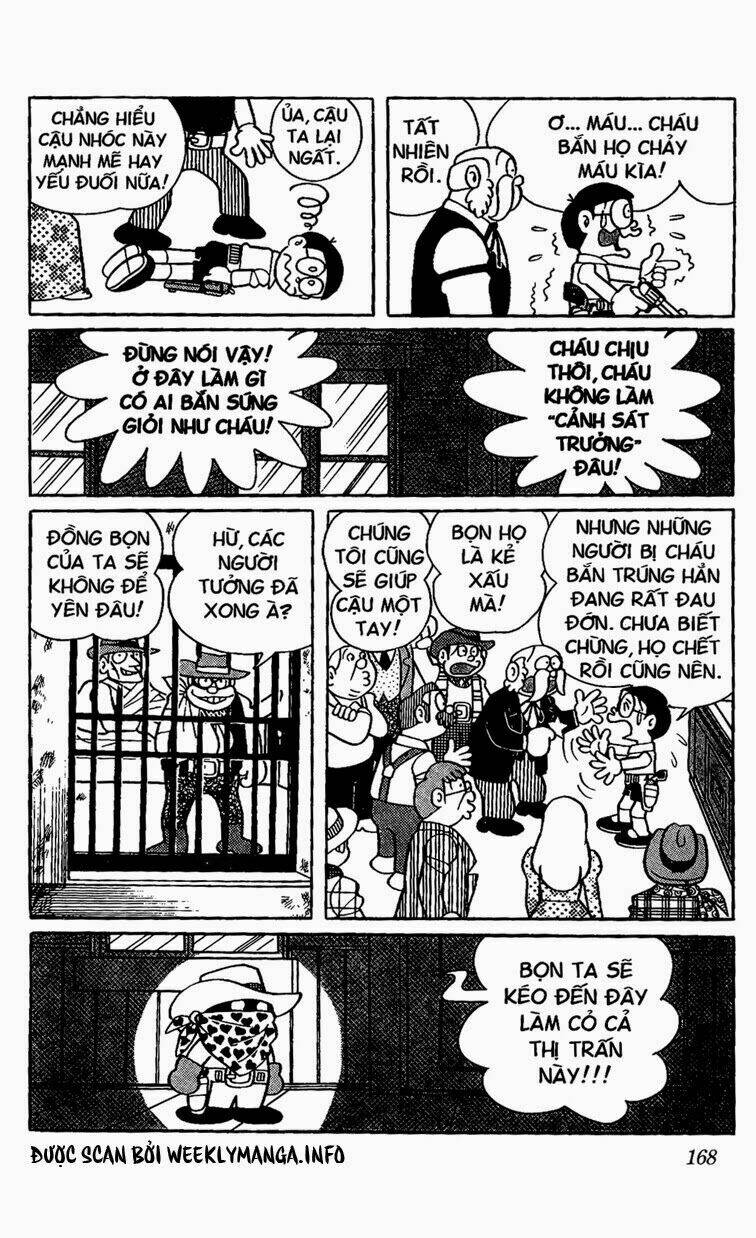 Ơ... MÁU... CHÁU
BẮN HỌ CHẢY
MÁU KÌA!
TẤT
NHIÊN
RỒI.
ỦA, CẬU
TA LẠI
NGẤT.
CHẲNG HIỂU
CẬU NHÓC NÀY
MẠNH MẼ HAY
YẾU ĐUỐI NỮA!
CHÁU CHỊU
THÔI, CHÁU
KHÔNG LÀM
"CẢNH SÁT
TRƯỞNG"
ĐÂU!
ĐỪNG NÓI VẬY!
Ở ĐÂY LÀM GÌ
CÓ AI BẮN SÚNG
GIỎI NHƯ CHÁU!
NHƯNG NHỮNG
NGƯỜI BỊ CHÁU
BẮN TRÚNG HẲN
ĐANG RẤT ĐAU
ĐỚN. CHƯA BIẾT
CHỪNG, HỌ CHẾT
RỒI CŨNG NÊN.
BỌN HỌ
LÀ KẺ
XẤU
MÀ!
CHÚNG
TÔI CŨNG
SẼ GIÚP
CẬU MỘT
TAY!
HỪ, CÁC
NGƯỜI
TƯỞNG ĐÃ
XONG À?
ĐỒNG BỌN
CỦA TA SẼ
KHÔNG ĐỂ
YÊN ĐÂU!
BỌN TA SẼ
KÉO ĐẾN ĐÂY
LÀM CỎ CẢ
THỊ TRẤN
NÀY!!!
ĐƯỢC SCAN BỞI WEEKLYMANGA.INFO
168